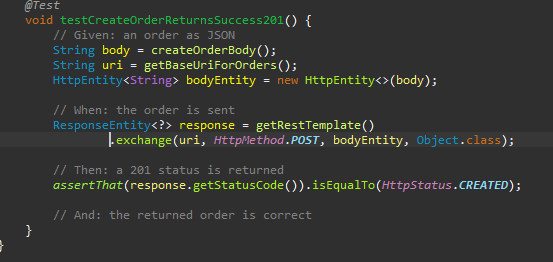 @Test
void testCreateOrderReturnsSuccess201() {
// Given: an order as JSON
String body = createOrderBody();
String uri = getBaseUriForOrders();
HttpEntity<String> bodyEntity = new HttpEntity<>(body);
// When: the order is sent
ResponseEntity<?> response = getRestTemplate()
.exchange(uri, HttpMethod.POST, bodyEntity, Object.class);
// Then: a 201 status is returned
assertThat(response.getStatusCode()).isEqualTo(HttpStatus.CREATED);
// And: the returned order is correct
}
}